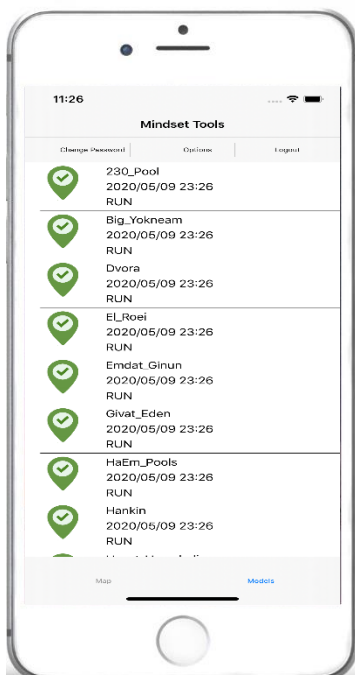 11:26
Mindset Tools
Change Password
Options
Logout
230_Pool
2020/05/09 23:26
RUN
Big_Yokneam
2020/05/09 23:26
RUN
Dvora
2020/05/09 23:26
RUN
El_Roei
2020/05/09 23:26
RUN
Emdat_Ginun
2020/05/09 23:26
RUN
Givat_Eden
2020/05/09 23:26
RUN
HaEm_Pools
2020/05/09 23:26
RUN
Hankin
2020/05/09 23:26
RUN
Map
Models